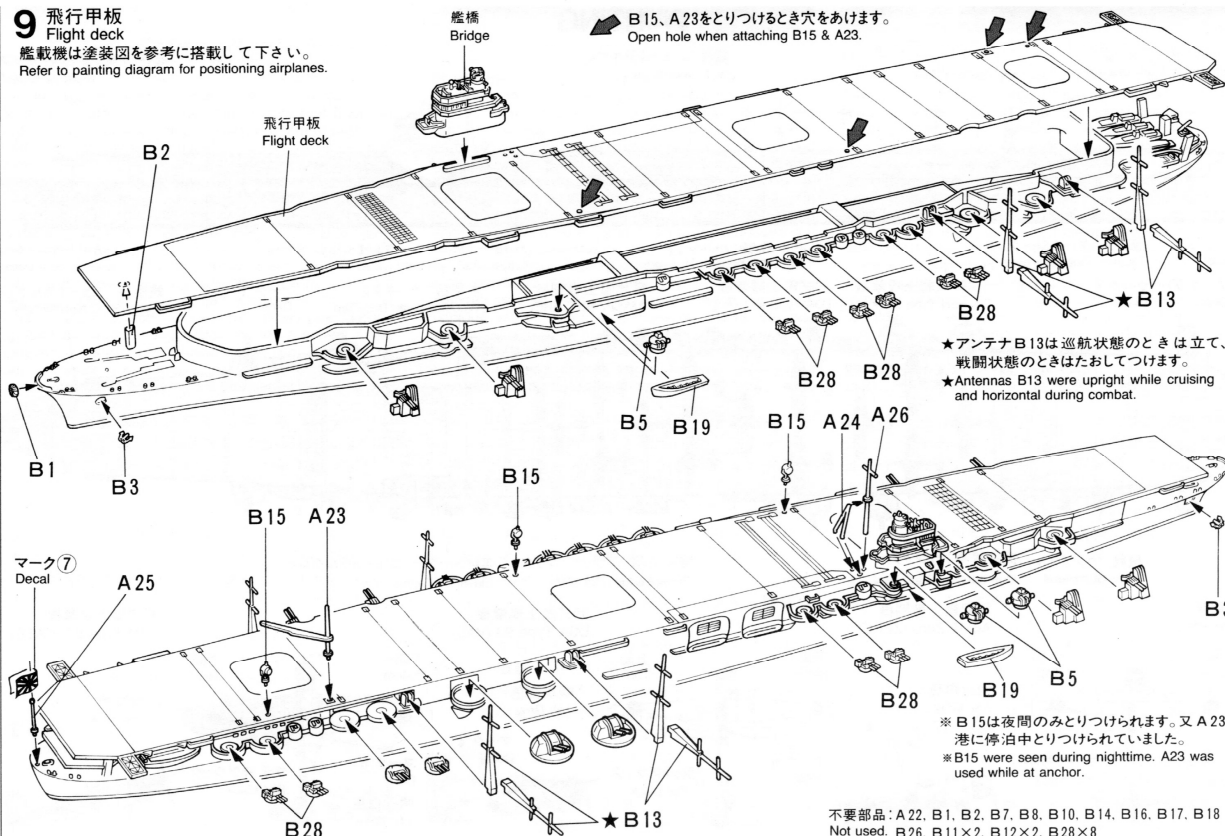 9 飛行甲板
Flight deck
艦載機は塗装図を参考に搭載して下さい。
Refer to painting diagram for positioning airplanes.
艦橋
Bridge
B15、A23をとりつけるとき穴をあけます。
Open hole when attaching B15 & A23.
飛行甲板
Flight deck
B2
B1
B3
B5
B19
B28
B28
B28
★B13
★アンテナB13は巡航状態のときは立て、
戦闘状態のときはたおしてつけます。
★Antennas B13 were upright while cruising
and horizontal during combat.
B15
A24
A26
B15
B15
A23
マーク⑦
Decal
A25
B28
★B13
B28
B19
B5
※B15は夜間のみとりつけられます。又A23
港に停泊中とりつけられていました。
※B15 were seen during nighttime. A23 was
used while at anchor.
不要部品：A22, B1, B2, B7, B8, B10, B14, B16, B17, B18
Not used. B26, B11×2, B12×2, B28×8